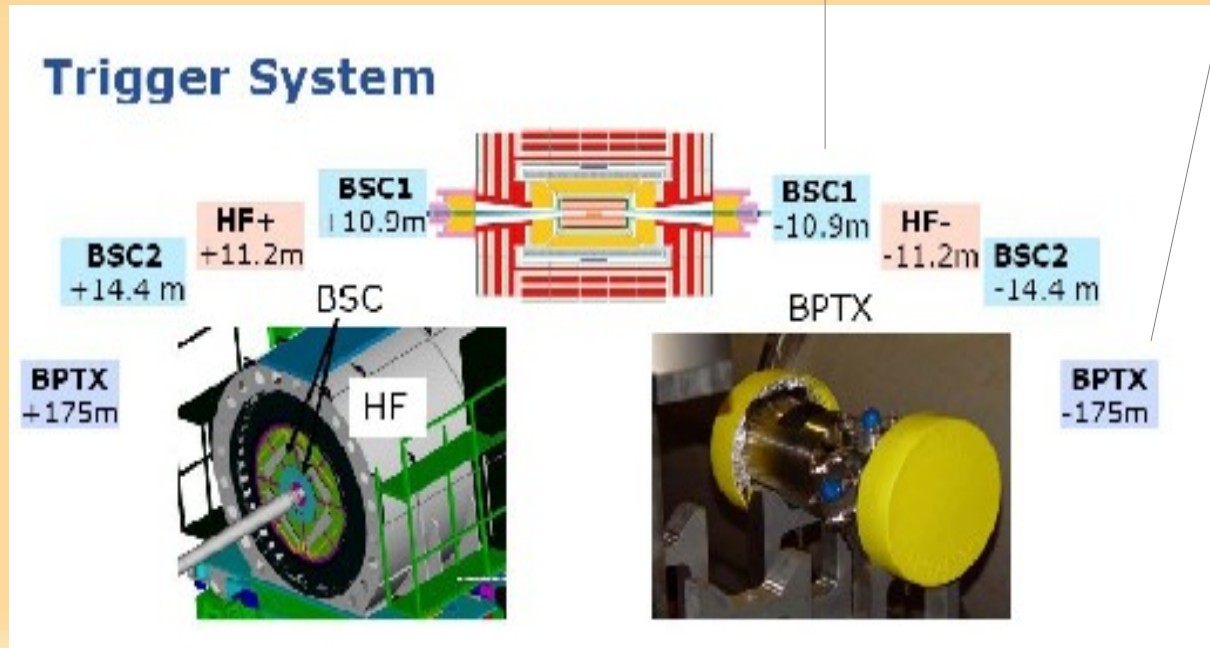 Trigger System
BSC1
+10.9m
BSC1
-10.9m
HF+
+11.2m
HF-
-11.2m
BSC2
+14.4 m
BSC2
-14.4 m
BSC
BPTX
HF
BPTX
+175m
BPTX
-175m